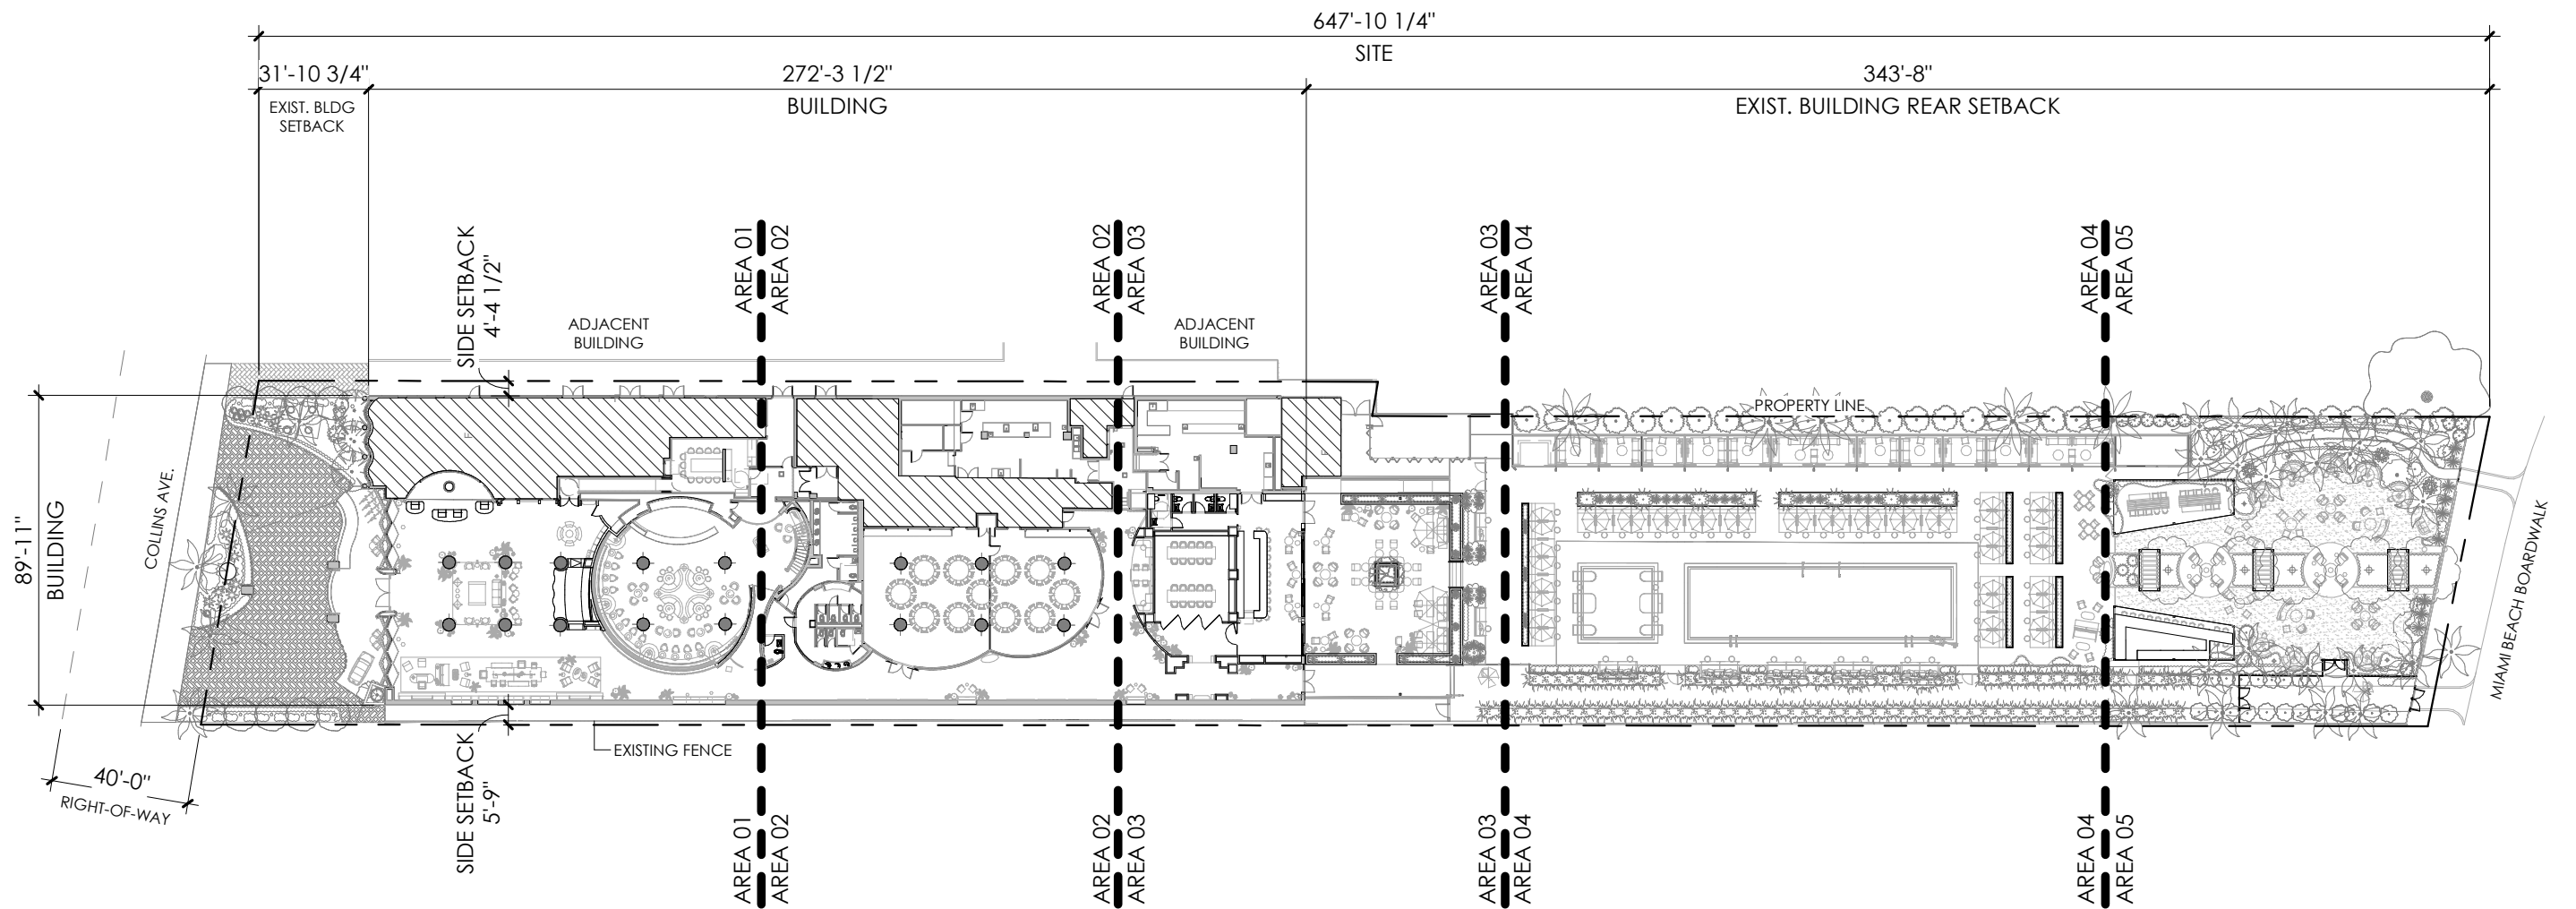 647'-10 1/4"
SITE
31'-10 3/4"
272'-3 1/2"
343'-8"
EXIST. BLDG
SETBACK
BUILDING
EXIST. BUILDING REAR SETBACK
SIDE SETBACK
4'-4 1/2"
AREA 01
AREA 02
AREA 02
AREA 03
AREA 03
AREA 04
AREA 04
AREA 05
ADJACENT
BUILDING
ADJACENT
BUILDING
PROPERTY LINE
89'-11"
BUILDING
COLLINS AVE.
MIAMI BEACH BOARDWALK
EXISTING FENCE
40'-0"
RIGHT-OF-WAY
SIDE SETBACK
5'-9"
AREA 01
AREA 02
AREA 02
AREA 03
AREA 03
AREA 04
AREA 04
AREA 05